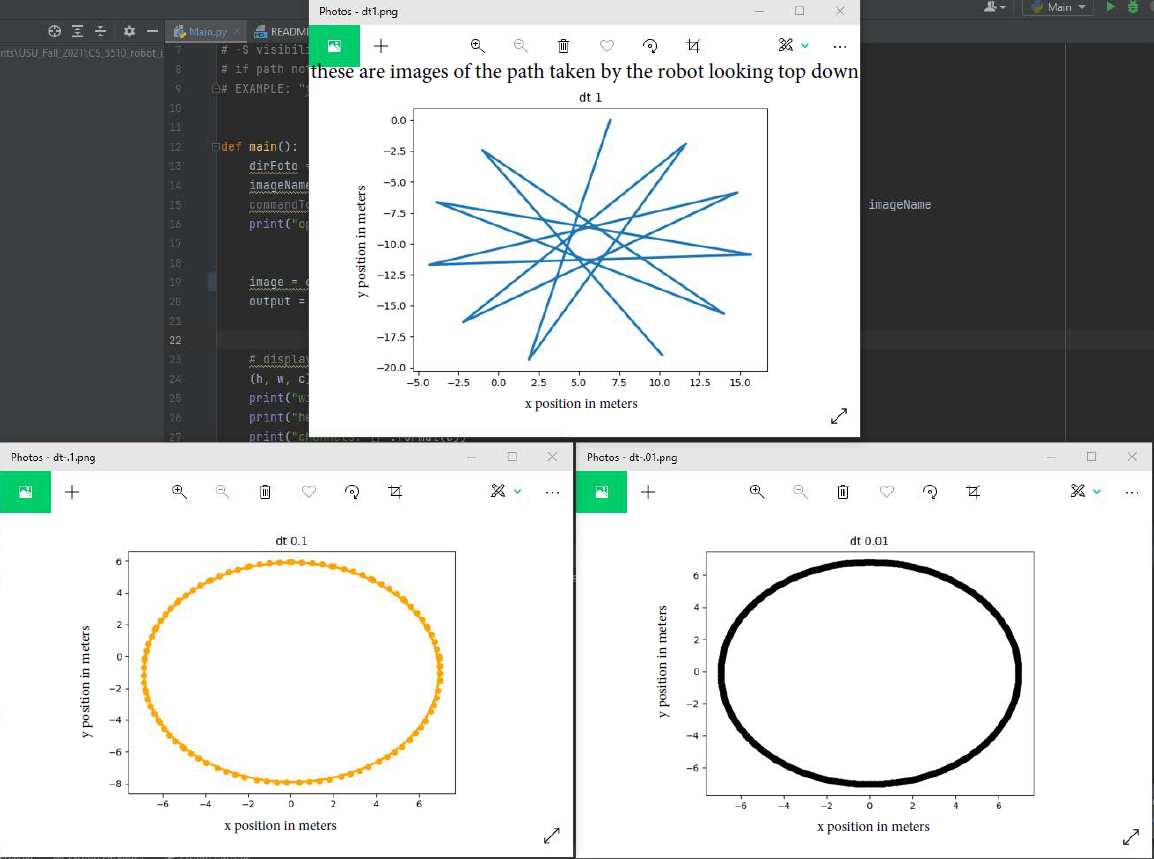 Photos - dt1.png
Main
nts\USU_Fall_2021\CS_5510_robot_i
Main.py
README
7 # -S visibili
8 # if path no
9 # EXAMPLE: "
10
11
12 def main():
13 dirFoto =
14 imageName
15 commandTo
imageName
16 print("op
17
18
19 image = c
20 output =
21
22
23 # display
24 (h, w, c)
25 print("wi
26 print("he
27
these are images of the path taken by the robot looking top down
dt 1
0.0
−2.5
−5.0
−7.5
−10.0
−12.5
−15.0
−17.5
−20.0
y position in meters
−5.0 −2.5 0.0 2.5 5.0 7.5 10.0 12.5 15.0
x position in meters
Photos - dt-.1.png
dt 0.1
6
4
2
0
−2
−4
−6
−8
y position in meters
−6 −4 −2 0 2 4 6
x position in meters
Photos - dt-.01.png
dt 0.01
6
4
2
0
−2
−4
−6
y position in meters
−6 −4 −2 0 2 4 6
x position in meters